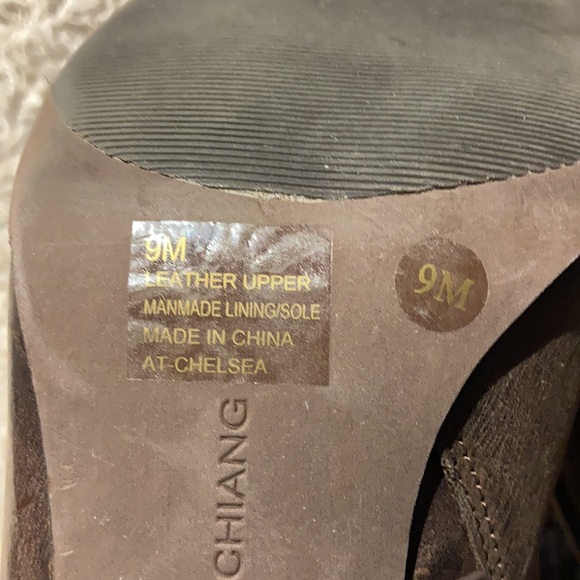 9M
LEATHER UPPER
MANMADE LINING/SOLE
MADE IN CHINA
AT-CHELSEA
9M
CHIANG